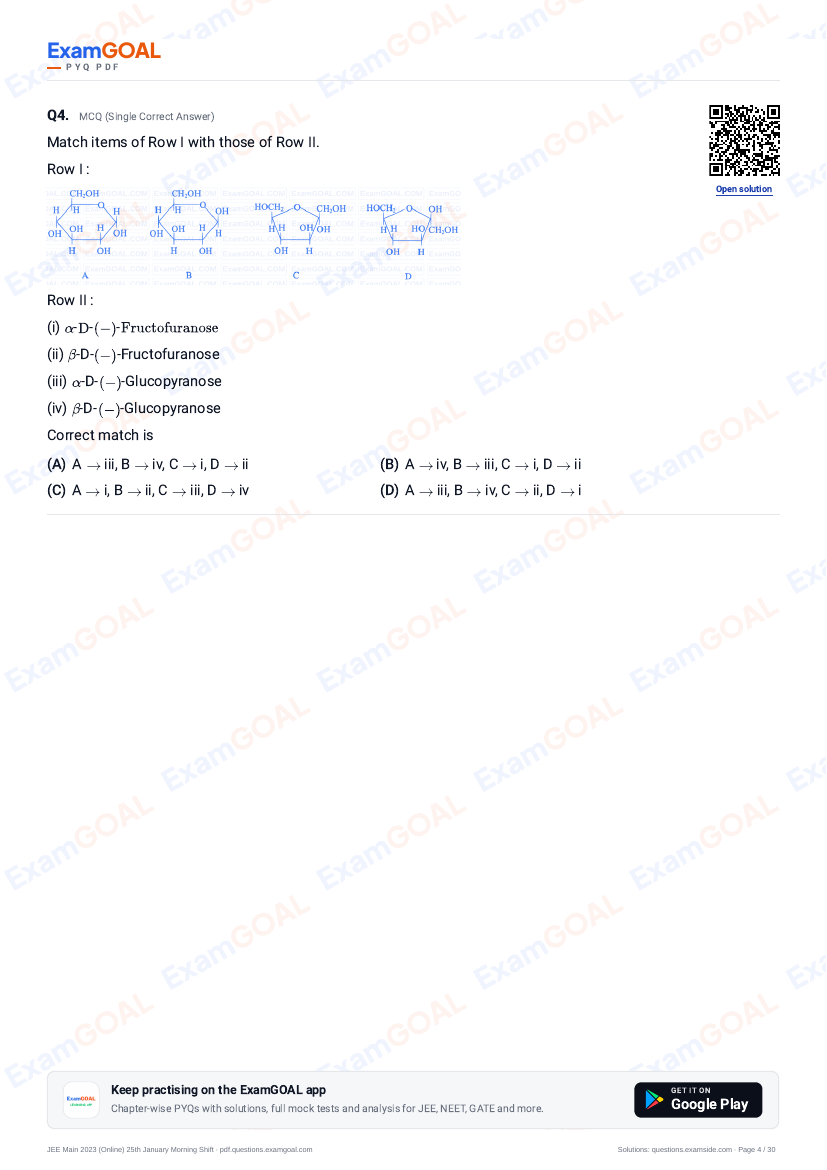 ExamGOAL
PYQ PDF
Q4. MCQ (Single Correct Answer)
Match items of Row I with those of Row II.
Row I :
Open solution
CH₂OH CH₂OH
H H O H H H O OH HOCH₂ O CH₂OH HOCH₂ O OH
OH OH H OH OH OH H H H H OH OH H H HO CH₂OH
H OH H OH OH H OH H
A B C D
Row II :
(i) α-D-(−)-Fructofuranose
(ii) β-D-(−)-Fructofuranose
(iii) α-D-(−)-Glucopyranose
(iv) β-D-(−)-Glucopyranose
Correct match is
(A) A → iii, B → iv, C → i, D → ii (B) A → iv, B → iii, C → i, D → ii
(C) A → i, B → ii, C → iii, D → iv (D) A → iii, B → iv, C → ii, D → i
ExamGOAL
Keep practising on the ExamGOAL app
Chapter-wise PYQs with solutions, full mock tests and analysis for JEE, NEET, GATE and more.
GET IT ON
Google Play
JEE Main 2023 (Online) 25th January Morning Shift · pdf.questions.examgoal.com Solutions: questions.examside.com · Page 4 / 30